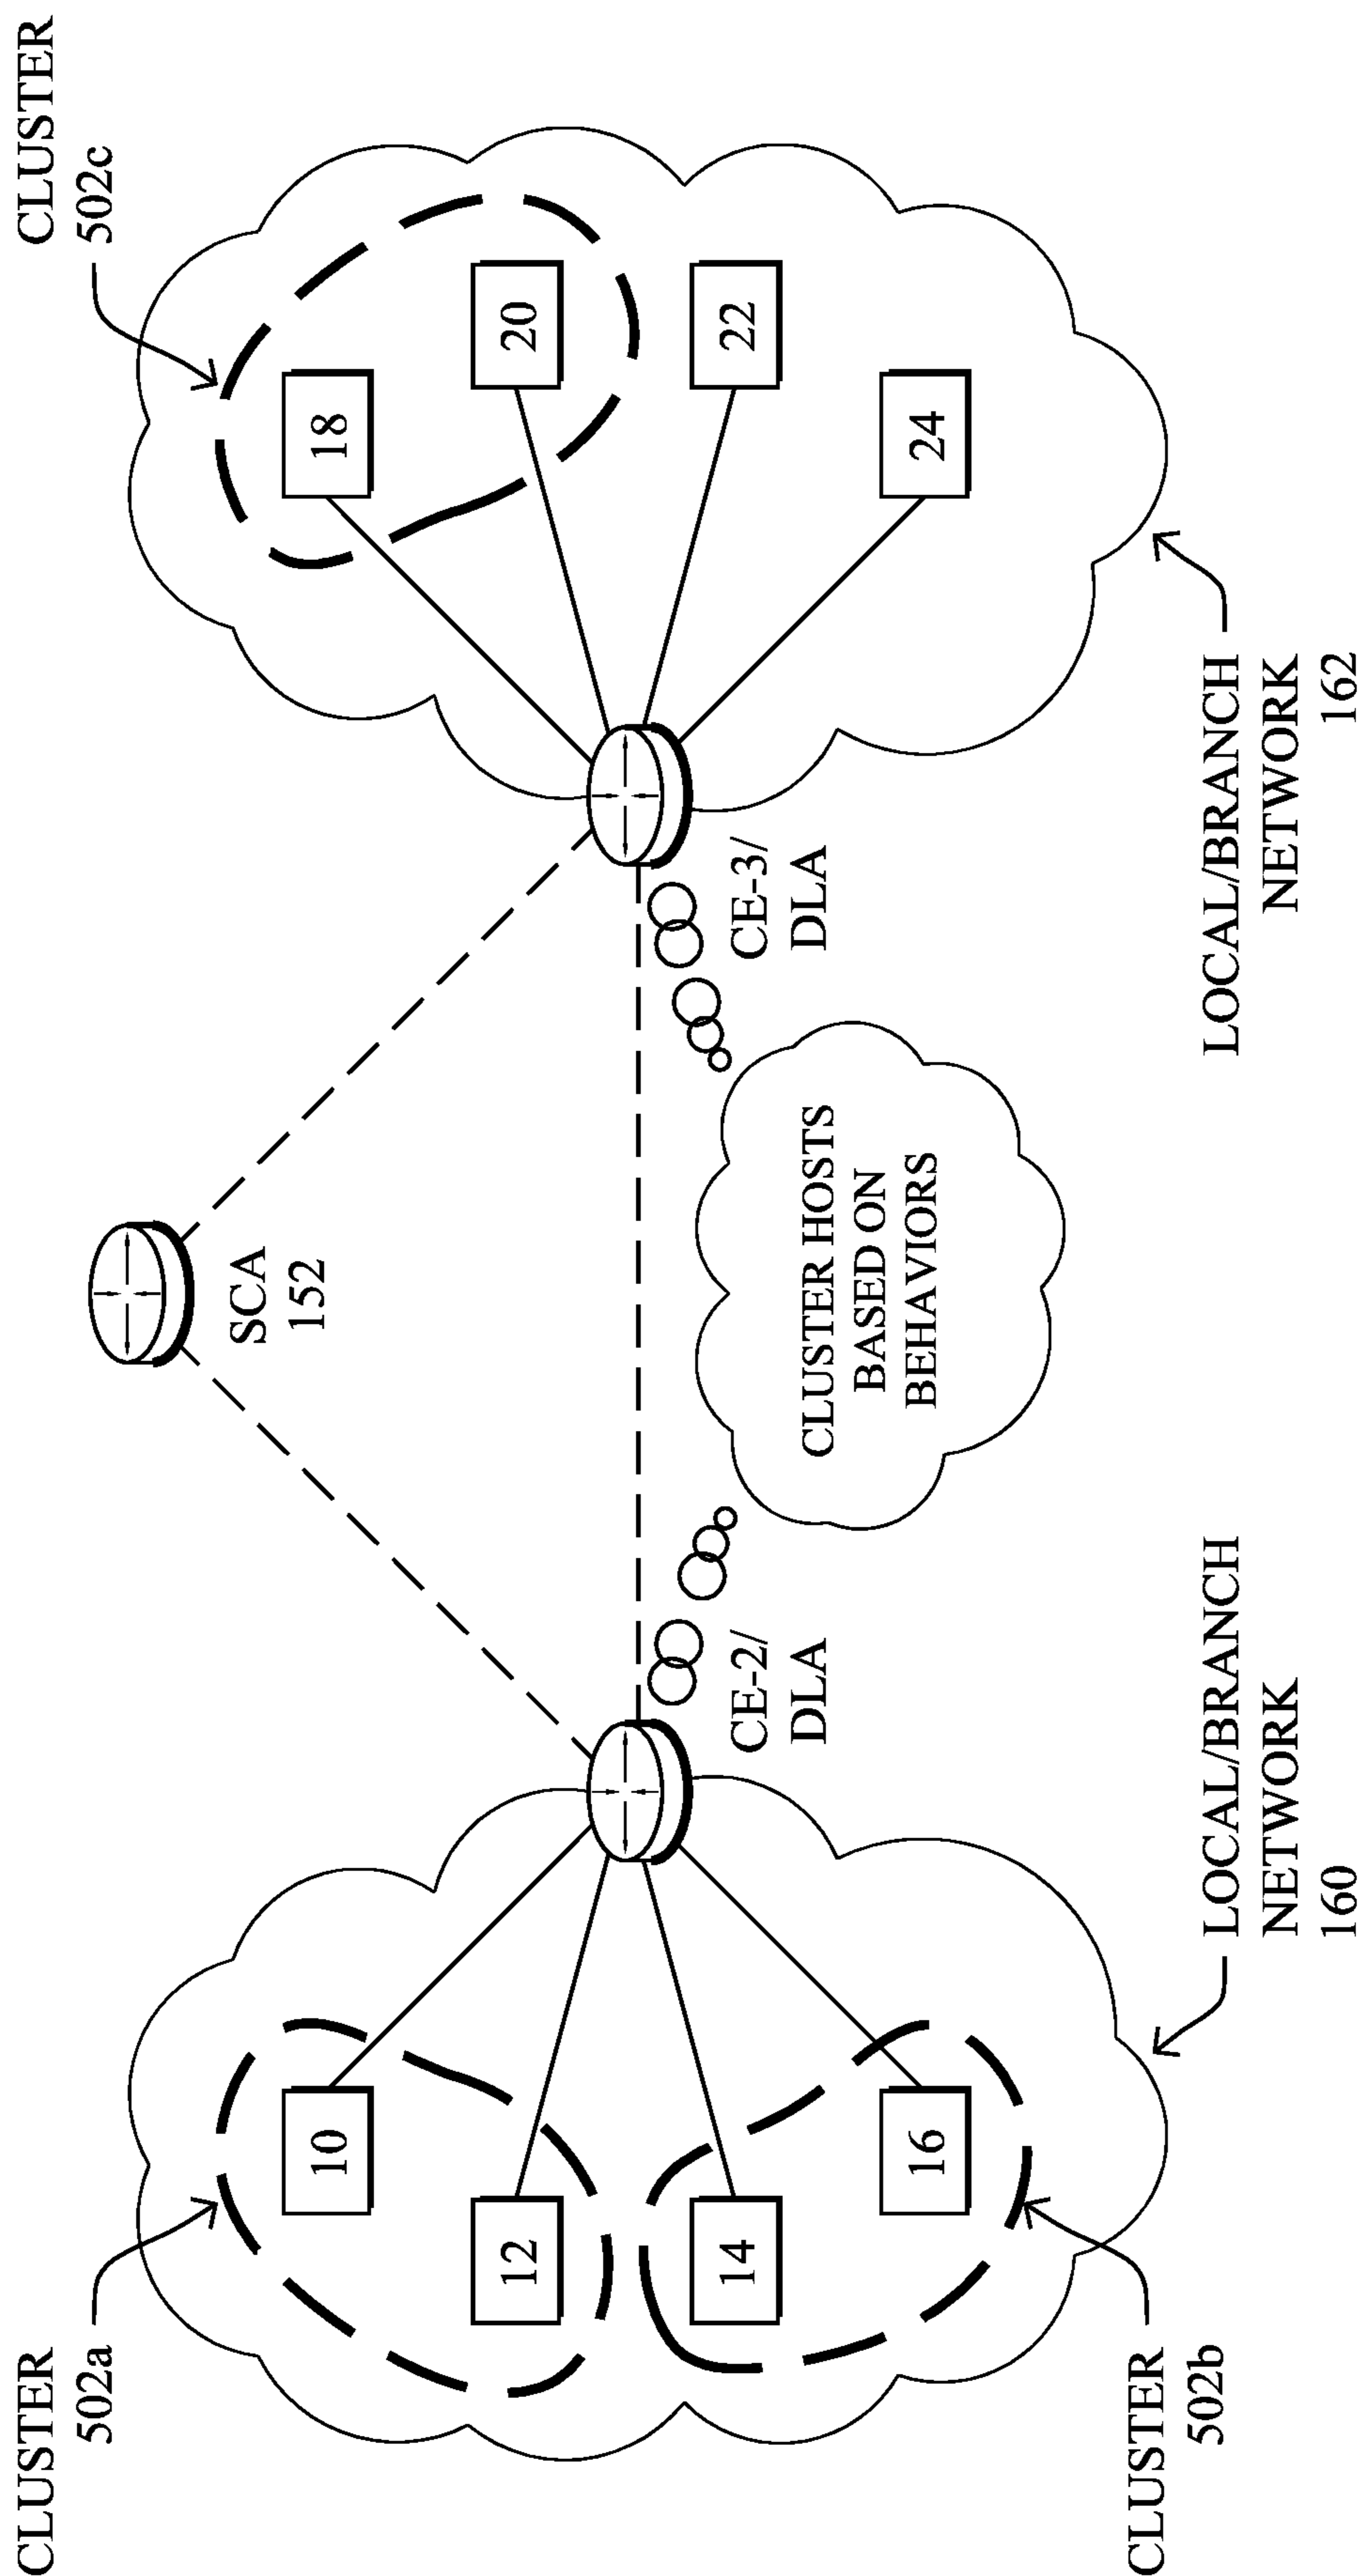 CLUSTER
502a
CLUSTER
502c
SCA
152
10
12
14
16
18
20
22
24
CE-2/
DLA
CE-3/
DLA
CLUSTER HOSTS
BASED ON
BEHAVIORS
CLUSTER
502b
LOCAL/BRANCH
NETWORK
160
LOCAL/BRANCH
NETWORK
162